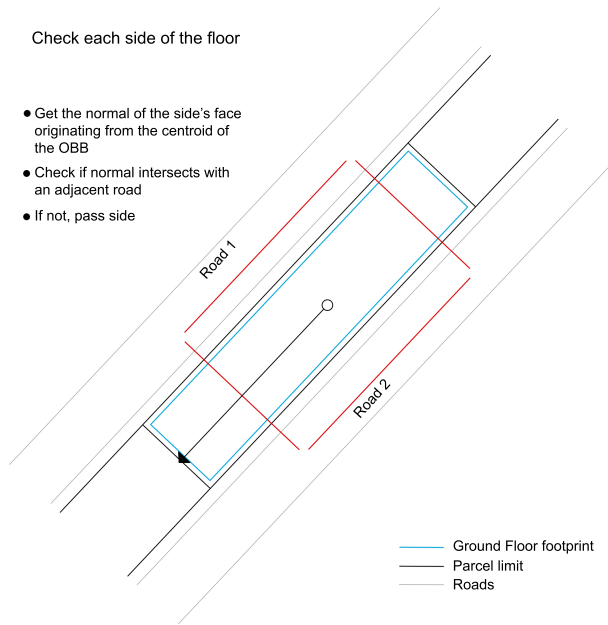 Check each side of the floor
● Get the normal of the side's face
originating from the centroid of
the OBB
● Check if normal intersects with
an adjacent road
● If not, pass side
Road 1
Road 2
Ground Floor footprint
Parcel limit
Roads